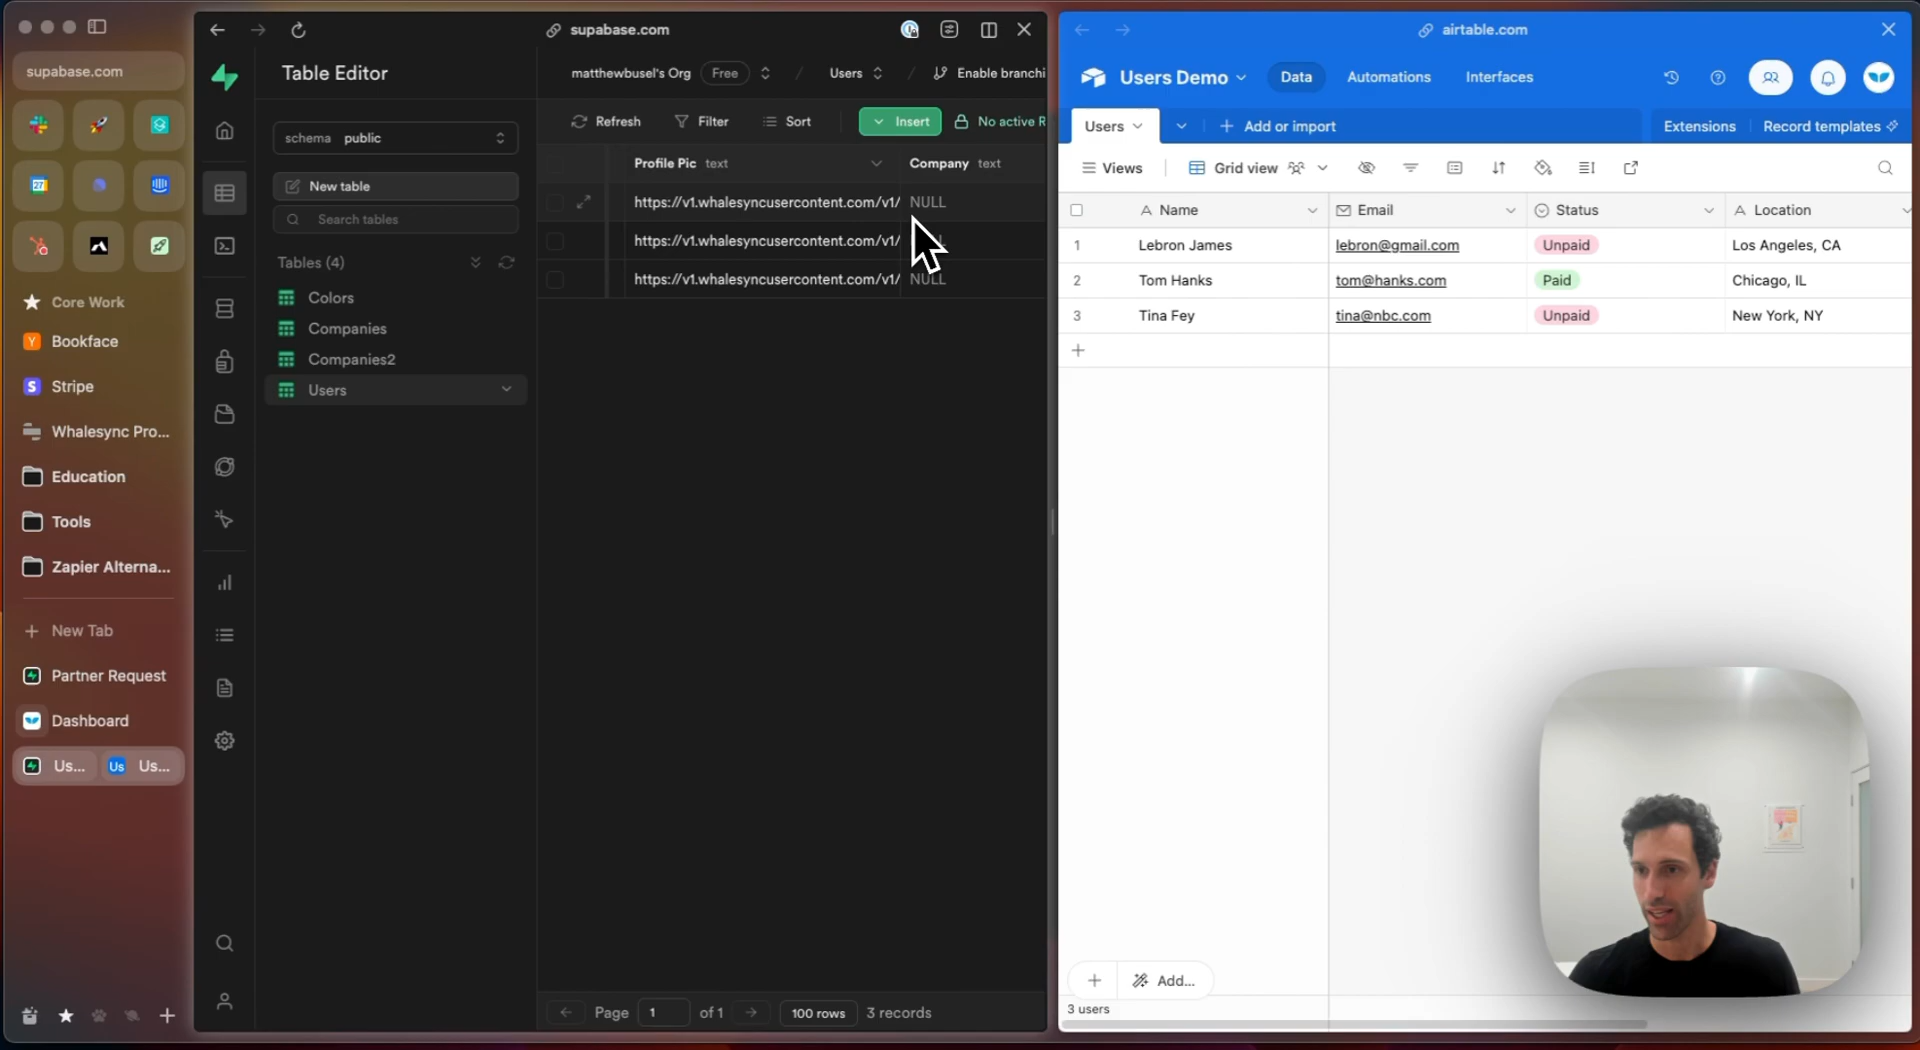 supabase.com
27
Core Work
Bookface
Stripe
Whalesync Pro...
Education
Tools
Zapier Alterna...
New Tab
Partner Request
Dashboard
Us...
Us
Us...
supabase.com
Table Editor
schema public
New table
Search tables
Tables (4)
Colors
Companies
Companies2
Users
matthewbusel's Org
Free
/
Users
/
Enable branchi
Refresh
Filter
Sort
Insert
No active R
Profile Pic text
Company text
https://v1.whalesyncusercontent.com/v1/
NULL
https://v1.whalesyncusercontent.com/v1/
https://v1.whalesyncusercontent.com/v1/
NULL
Page
1
of 1
100 rows
3 records
airtable.com
Users Demo
Data
Automations
Interfaces
Users
Add or import
Extensions
Record templates
Views
Grid view
Name
Email
Status
Location
1 Lebron James lebron@gmail.com Unpaid Los Angeles, CA
2 Tom Hanks tom@hanks.com Paid Chicago, IL
3 Tina Fey tina@nbc.com Unpaid New York, NY
Add...
3 users